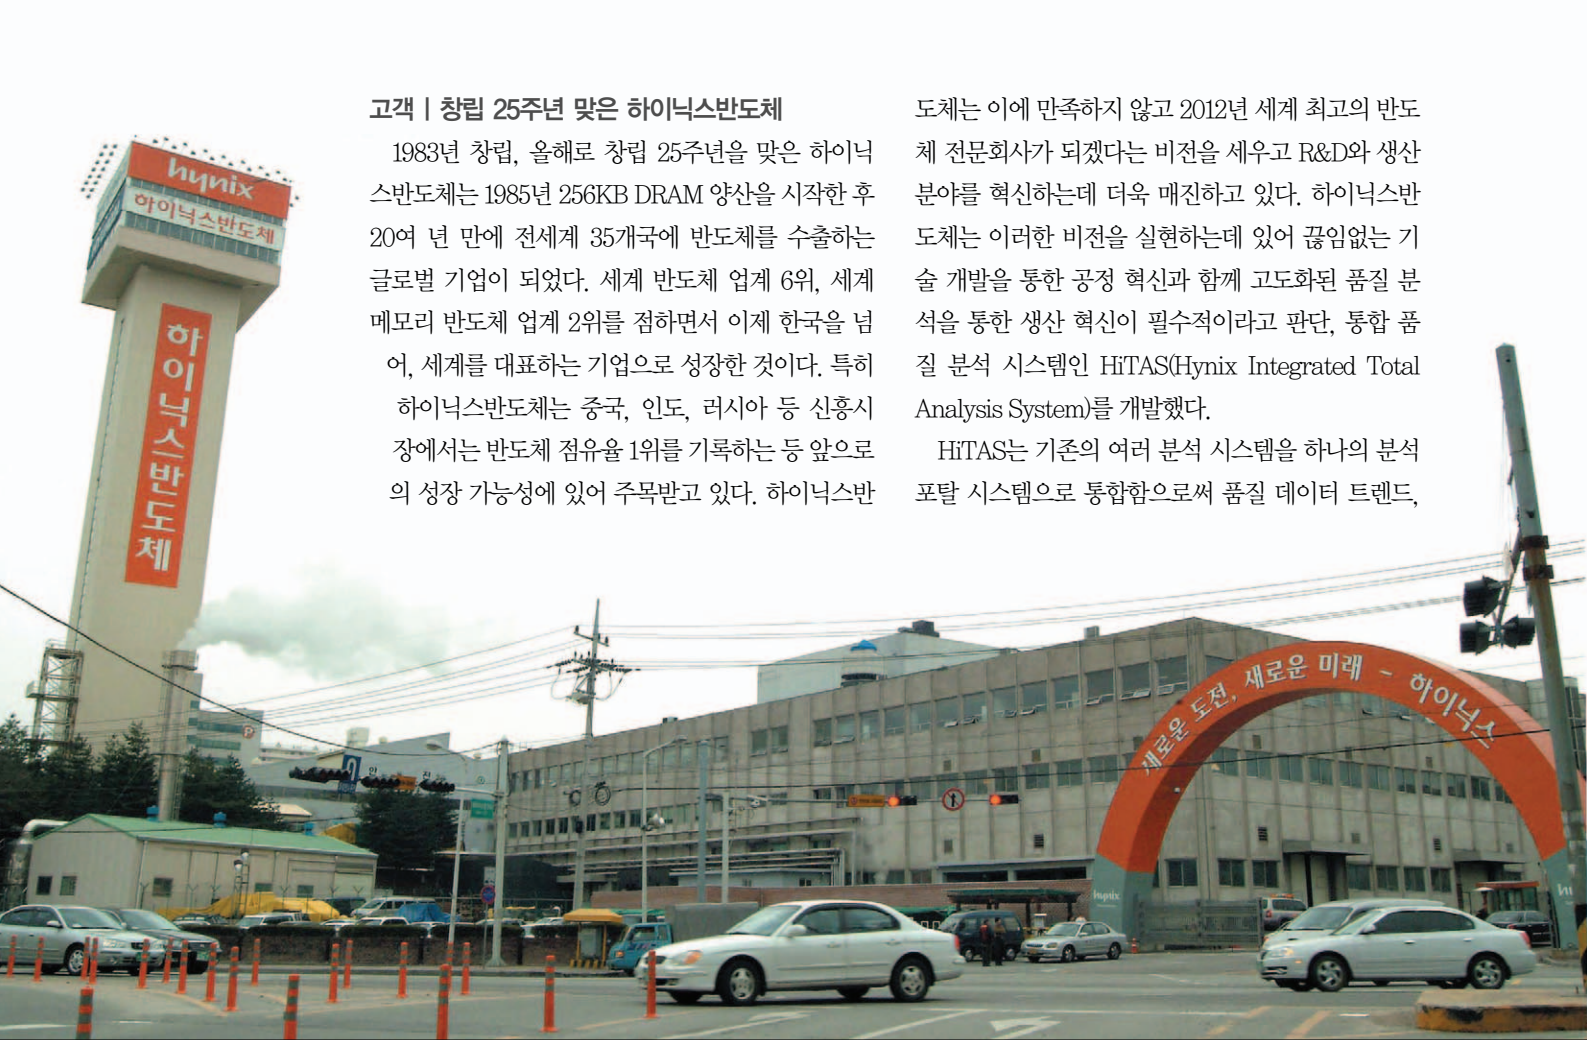 고객 | 창립 25주년 맞은 하이닉스반도체
1983년 창립, 올해로 창립 25주년을 맞은 하이닉
스반도체는 1985년 256KB DRAM 양산을 시작한 후
20여 년 만에 전세계 35개국에 반도체를 수출하는
글로벌 기업이 되었다. 세계 반도체 업계 6위, 세계
메모리 반도체 업계 2위를 점하면서 이제 한국을 넘
어, 세계를 대표하는 기업으로 성장한 것이다. 특히
하이닉스반도체는 중국, 인도, 러시아 등 신흥시
장에서는 반도체 점유율 1위를 기록하는 등 앞으로
의 성장 가능성에 있어 주목받고 있다. 하이닉스반
도체는 이에 만족하지 않고 2012년 세계 최고의 반도
체 전문회사가 되겠다는 비전을 세우고 R&D와 생산
분야를 혁신하는데 더욱 매진하고 있다. 하이닉스반
도체는 이러한 비전을 실현하는데 있어 끊임없는 기
술 개발을 통한 공정 혁신과 함께 고도화된 품질 분
석을 통한 생산 혁신이 필수적이라고 판단, 통합 품
질 분석 시스템인 HiTAS(Hynix Integrated Total
Analysis System)를 개발했다.
HiTAS는 기존의 여러 분석 시스템을 하나의 분석
포탈 시스템으로 통합함으로써 품질 데이터 트렌드,
hynix
하이닉스반도체
하이닉스반도체
P
안 전
새로운 도전, 새로운 미래 - 하이닉스
hynix